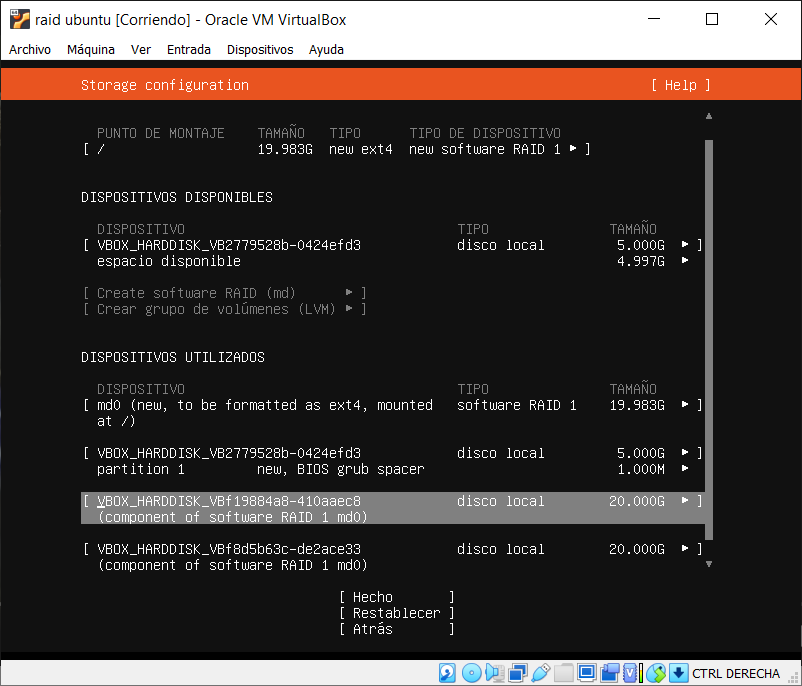 raid ubuntu [Corriendo] - Oracle VM VirtualBox
Archivo Máquina Ver Entrada Dispositivos Ayuda
Storage configuration [ Help ]
PUNTO DE MONTAJE TAMAÑO TIPO TIPO DE DISPOSITIVO
[ / 19.983G new ext4 new software RAID 1 ▸ ]
DISPOSITIVOS DISPONIBLES
DISPOSITIVO TIPO TAMAÑO
[ VBOX_HARDDISK_VB2779528b-0424efd3 disco local 5.000G ▸ ]
espacio disponible 4.997G ▸
[ Create software RAID (md) ▸ ]
[ Crear grupo de volúmenes (LVM) ▸ ]
DISPOSITIVOS UTILIZADOS
DISPOSITIVO TIPO TAMAÑO
[ md0 (new, to be formatted as ext4, mounted software RAID 1 19.983G ▸ ]
at /)
[ VBOX_HARDDISK_VB2779528b-0424efd3 disco local 5.000G ▸ ]
partition 1 new, BIOS grub spacer 1.000M ▸
[ VBOX_HARDDISK_VBf19884a8-410aaec8 disco local 20.000G ▸ ]
(component of software RAID 1 md0)
[ VBOX_HARDDISK_VBf8d5b63c-de2ace33 disco local 20.000G ▸ ]
(component of software RAID 1 md0)
[ Hecho ]
[ Restablecer ]
[ Atrás ]
CTRL DERECHA